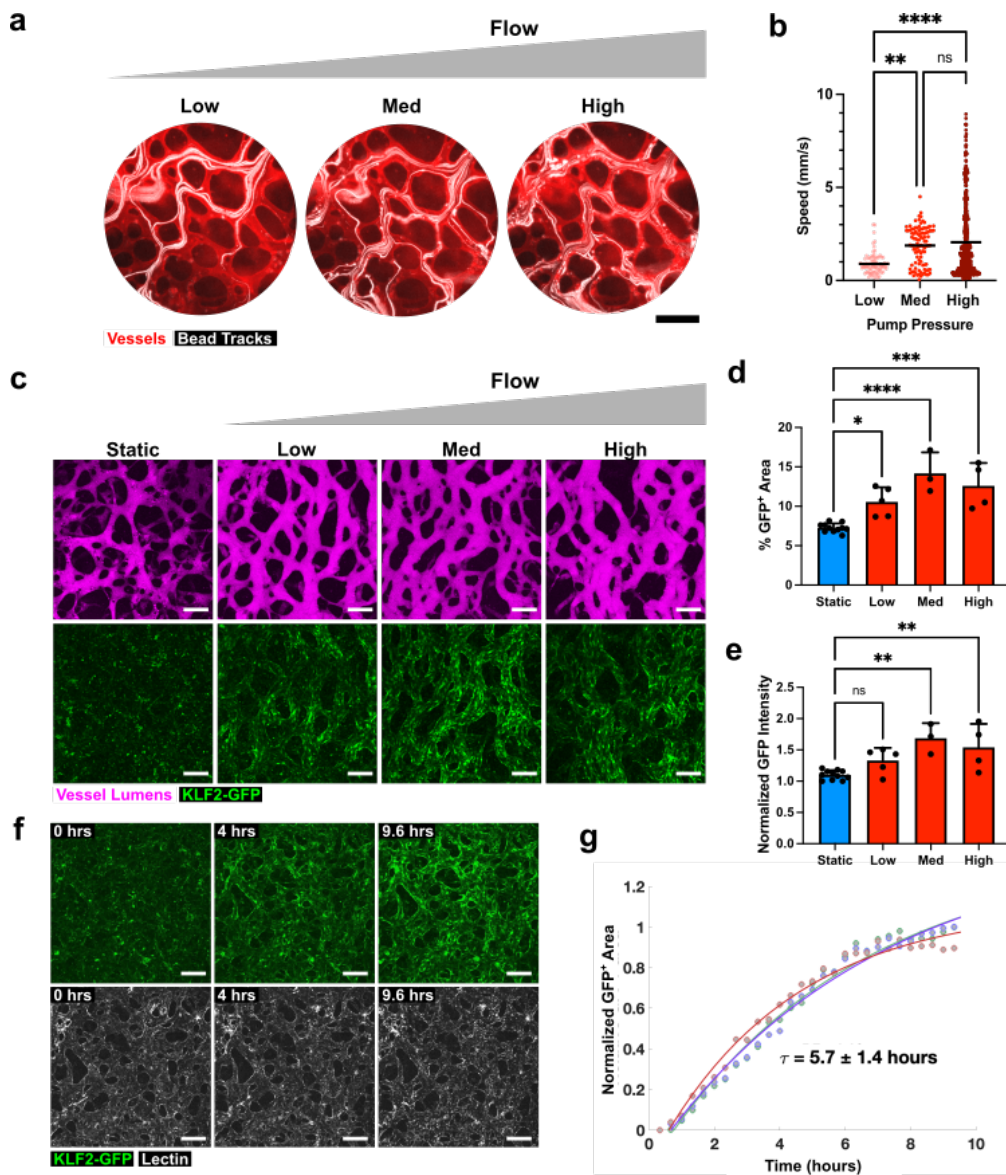 a
Flow
Low Med High
Vessels Bead Tracks
b
****
** ns
10
5
0
Speed (mm/s)
Low Med High
Pump Pressure
c
Flow
Static Low Med High
Vessel Lumens KLF2-GFP
d
***
****
*
20
15
10
5
0
% GFP+ Area
Static Low Med High
e
**
**
ns
2.5
2.0
1.5
1.0
0.5
0.0
Normalized GFP Intensity
Static Low Med High
f
0 hrs 4 hrs 9.6 hrs
0 hrs 4 hrs 9.6 hrs
KLF2-GFP Lectin
g
1.2
1
0.8
0.6
0.4
0.2
0
Normalized GFP+ Area
τ = 5.7 ± 1.4 hours
0 2 4 6 8 10
Time (hours)